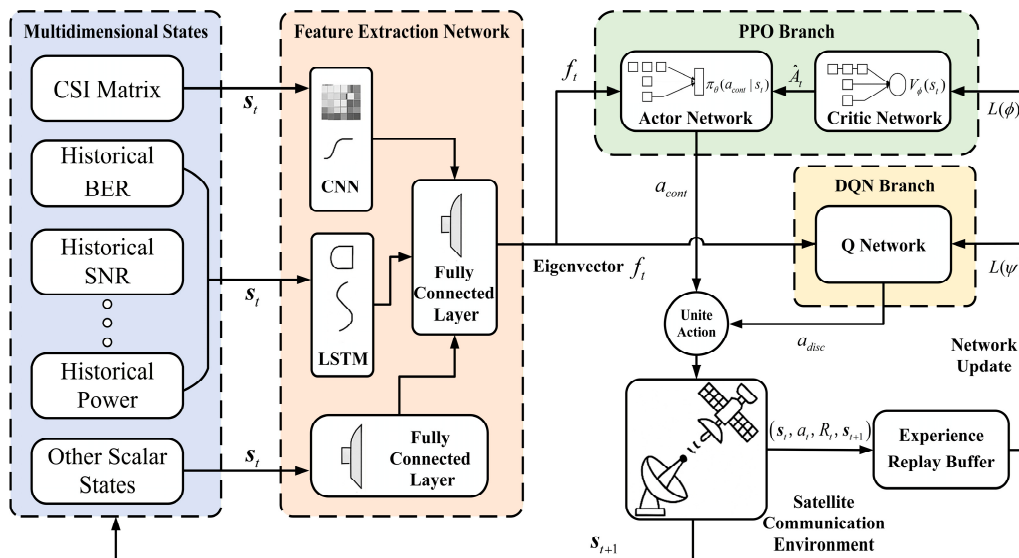 Multidimensional States
CSI Matrix
Historical
BER
Historical
SNR
Historical
Power
Other Scalar
States
s_t
s_t
s_t
Feature Extraction Network
CNN
LSTM
Fully
Connected
Layer
Fully
Connected
Layer
Eigenvector f_t
f_t
PPO Branch
π_θ(a_cont | s_t)
Actor Network
Â_t
V_ϕ(s_t)
Critic Network
L(ϕ)
a_cont
DQN Branch
Q Network
L(ψ
Unite
Action
a_disc
Network
Update
(s_t, a_t, R_t, s_{t+1})
Experience
Replay Buffer
Satellite
Communication
Environment
s_{t+1}